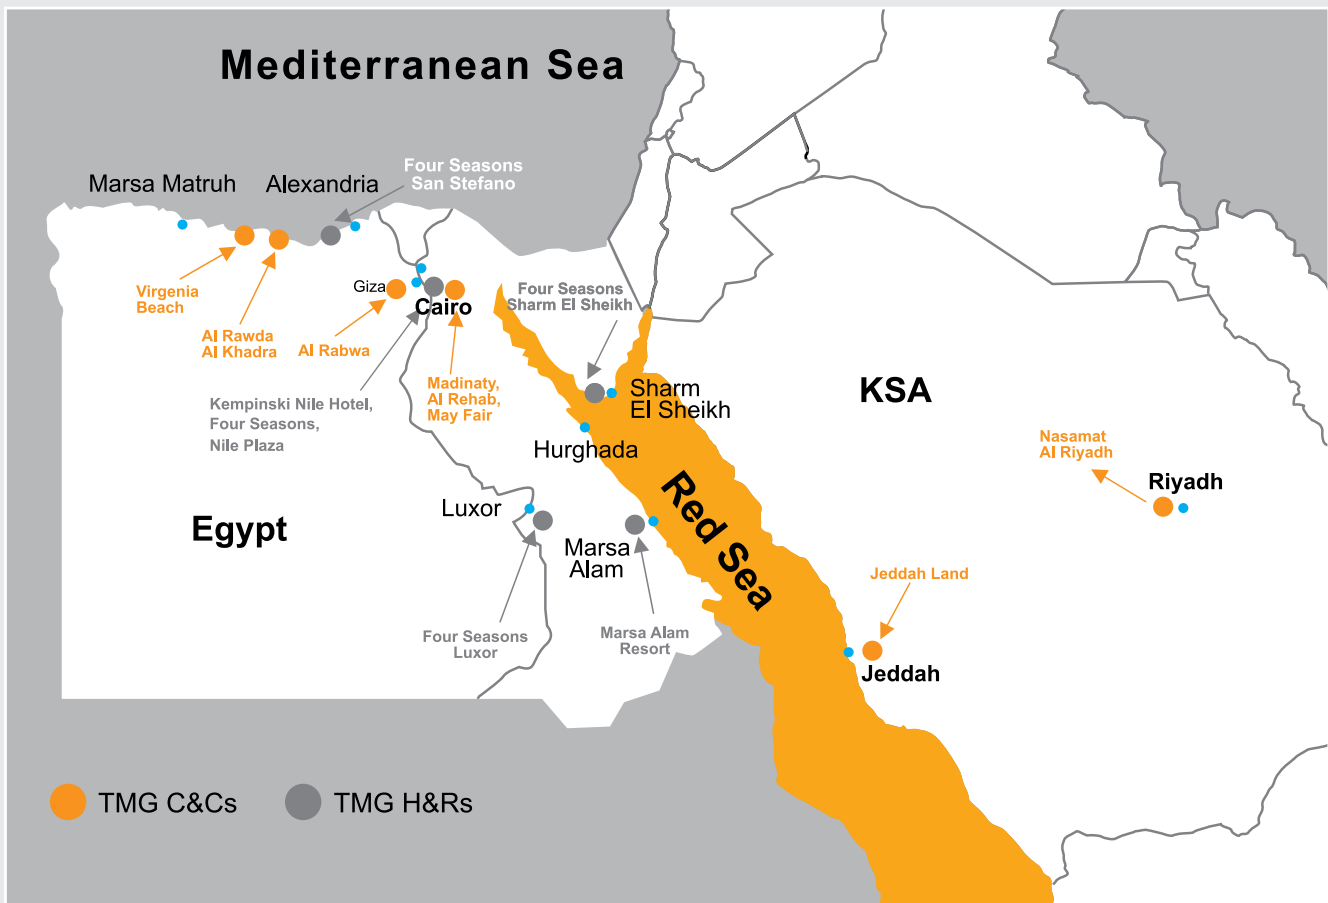 Mediterranean Sea
Marsa Matruh
Alexandria
Four Seasons
San Stefano
Virgenia
Beach
Al Rawda
Al Khadra
Giza
Al Rabwa
Cairo
Four Seasons
Sharm El Sheikh
Kempinski Nile Hotel,
Four Seasons,
Nile Plaza
Madinaty,
Al Rehab,
May Fair
Sharm
El Sheikh
KSA
Hurghada
Nasamat
Al Riyadh
Riyadh
Egypt
Luxor
Marsa
Alam
Red Sea
Jeddah Land
Four Seasons
Luxor
Marsa Alam
Resort
Jeddah
TMG C&Cs
TMG H&Rs